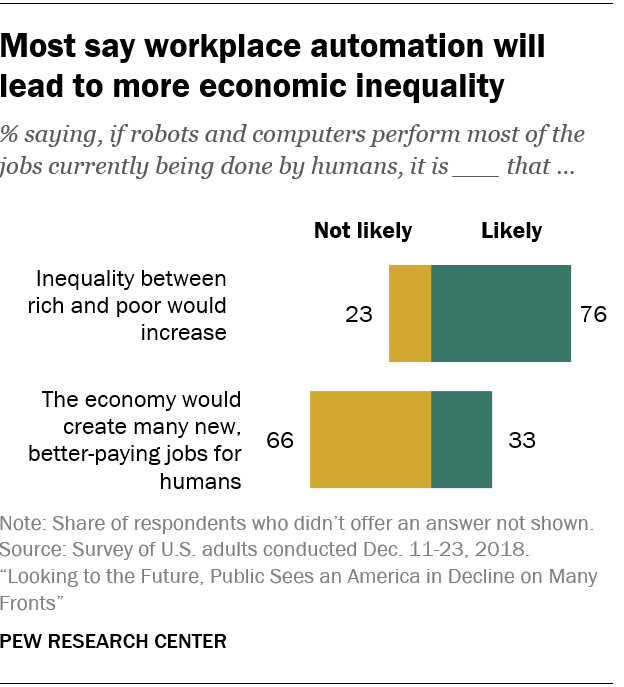 Most say workplace automation will
lead to more economic inequality
% saying, if robots and computers perform most of the
jobs currently being done by humans, it is ___ that ...
Not likely Likely
Inequality between
rich and poor would
increase
23 76
The economy would
create many new,
better-paying jobs for
humans
66 33
Note: Share of respondents who didn’t offer an answer not shown.
Source: Survey of U.S. adults conducted Dec. 11-23, 2018.
“Looking to the Future, Public Sees an America in Decline on Many
Fronts”
PEW RESEARCH CENTER